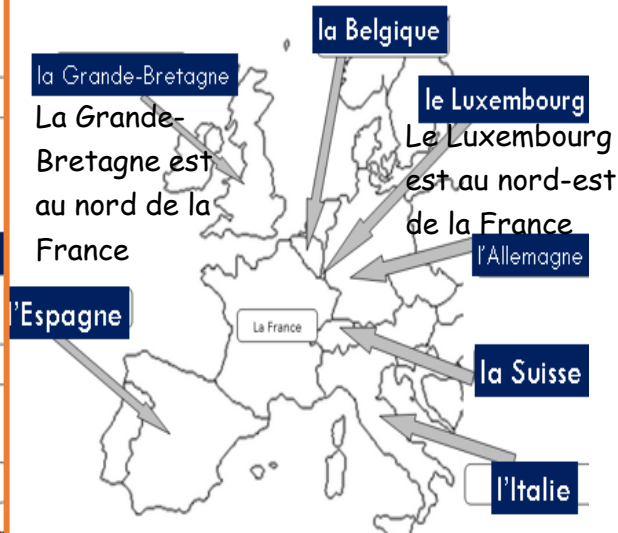 la Belgique
la Grande-Bretagne
La Grande-
Bretagne est
au nord de la
France
le Luxembourg
Le Luxembourg
est au nord-est
de la France
l'Allemagne
l'Espagne
La France
la Suisse
l'Italie